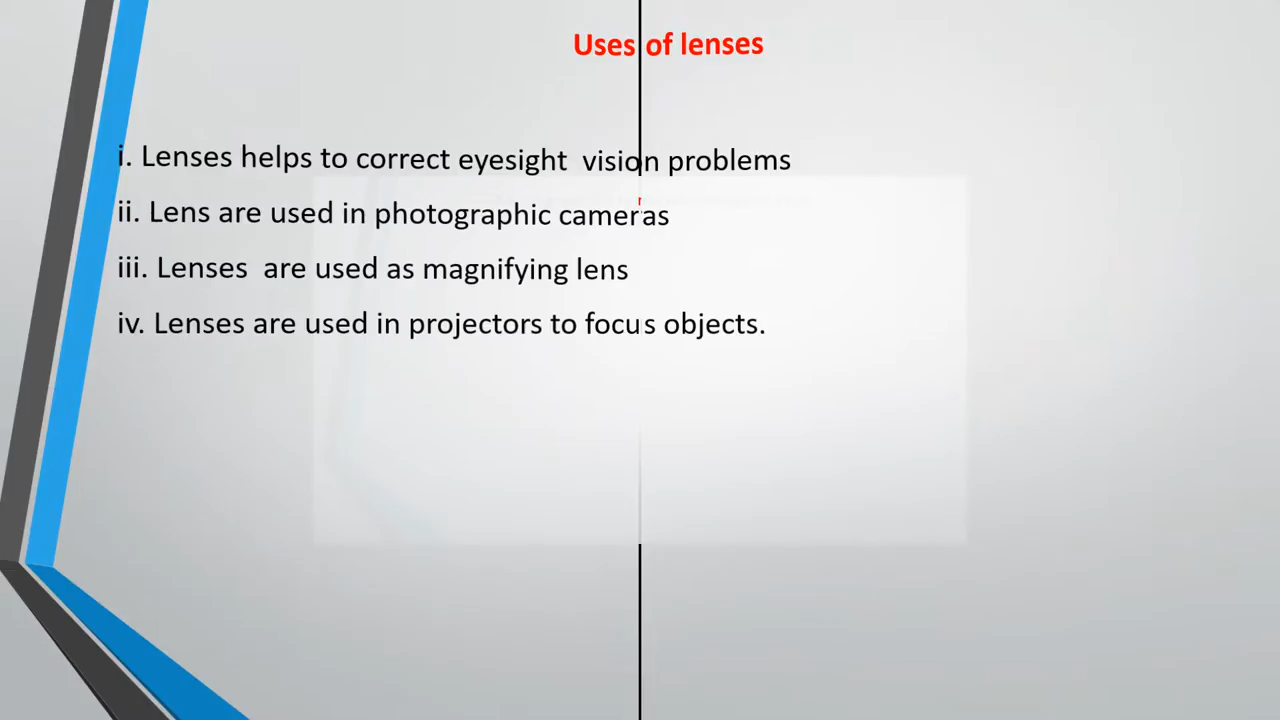 Uses of lenses
i. Lenses helps to correct eyesight vision problems
ii. Lens are used in photographic cameras
iii. Lenses are used as magnifying lens
iv. Lenses are used in projectors to focus objects.